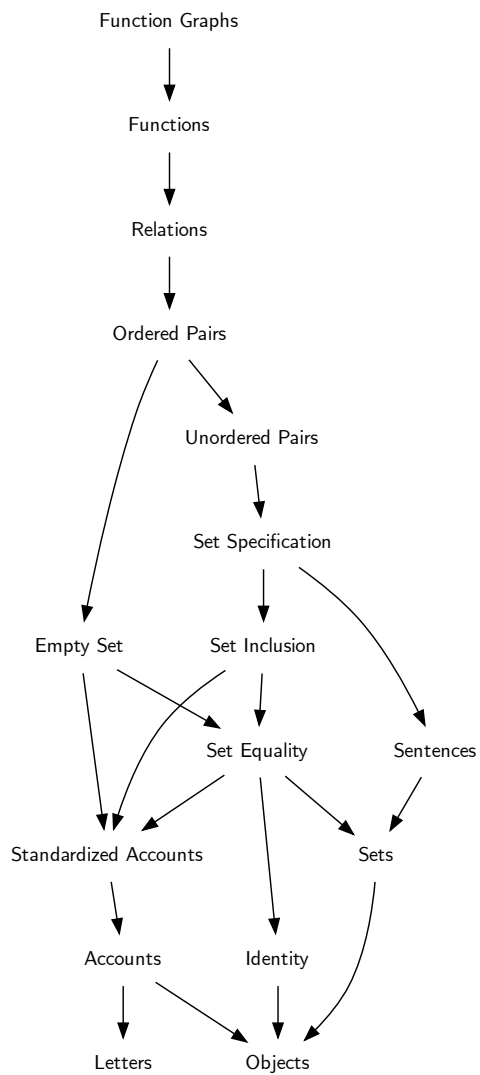 Function Graphs
Functions
Relations
Ordered Pairs
Unordered Pairs
Set Specification
Empty Set
Set Inclusion
Set Equality
Sentences
Standardized Accounts
Sets
Accounts
Identity
Letters
Objects